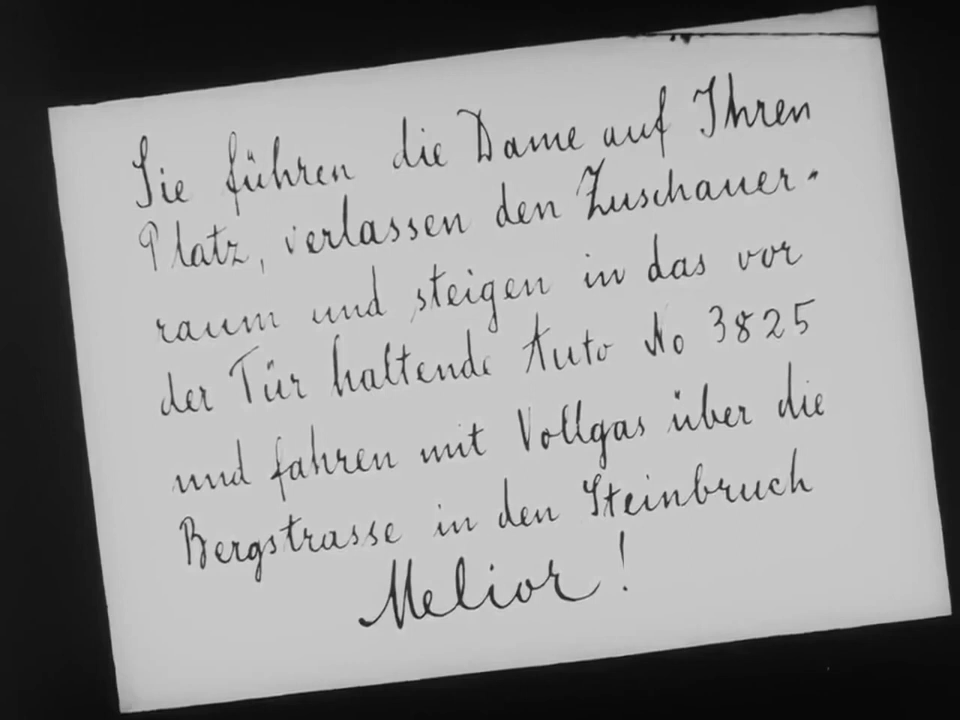 Sie führen die Dame auf Ihren
Platz, verlassen den Zuschauer-
raum und steigen in das vor
der Tür haltende Auto No 3825
und fahren mit Vollgas über die
Bergstrasse in den Steinbruch
Melior!